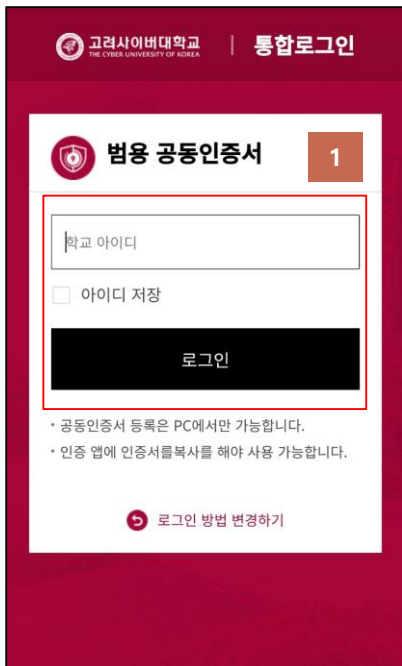 고려사이버대학교
THE CYBER UNIVERSITY OF KOREA
통합로그인
범용 공동인증서
1
학교 아이디
아이디 저장
로그인
• 공동인증서 등록은 PC에서만 가능합니다.
• 인증 앱에 인증서를복사를 해야 사용 가능합니다.
로그인 방법 변경하기